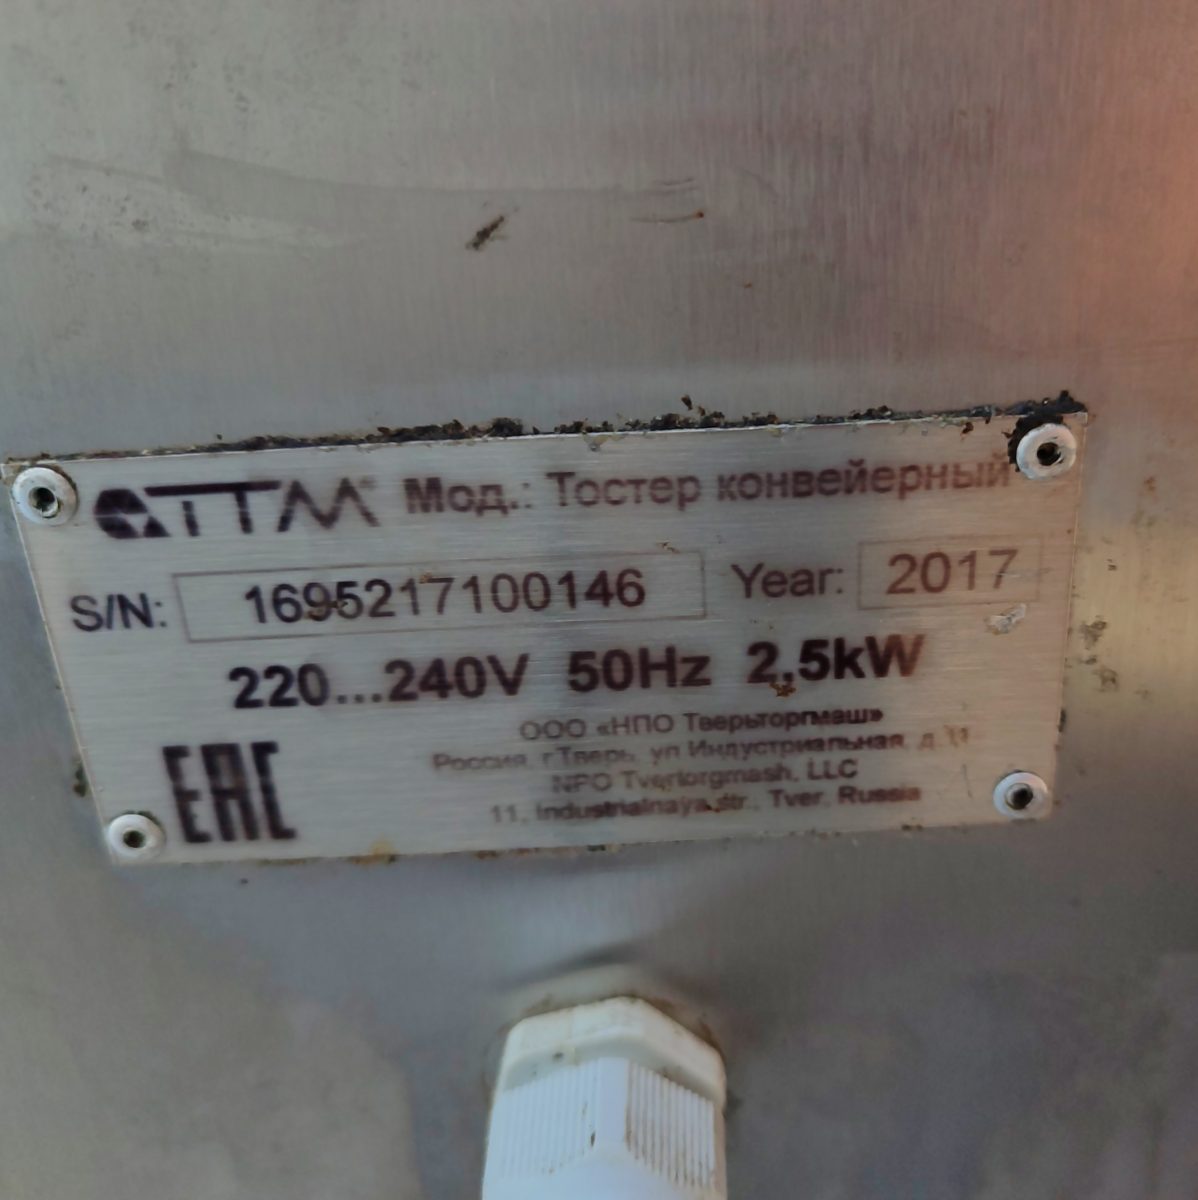 ТТМ Мод.: Тостер конвейерный
S/N: 1695217100146 Year: 2017
220...240V 50Hz 2,5kW
ООО «НПО Тверьторгмаш»
Россия, г.Тверь, ул Индустриальная, д.11
NPO Tvertorgmash, LLC
11, Industrialnaya str., Tver, Russia
EAC